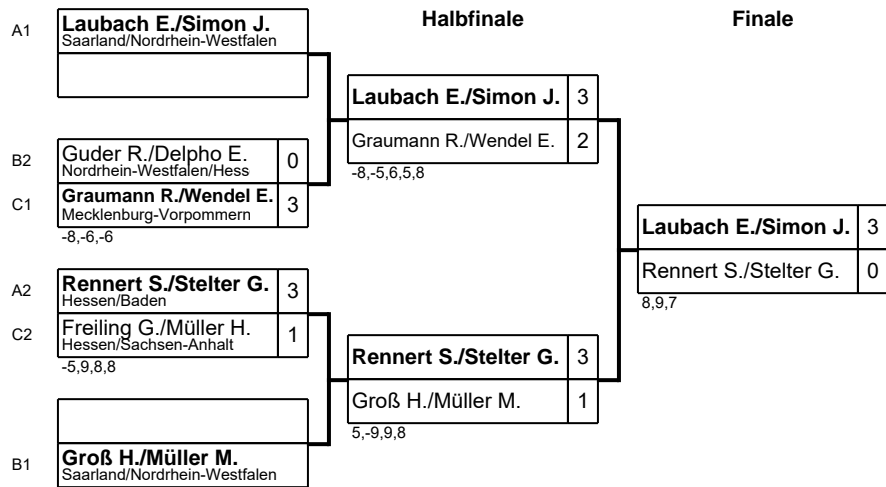 Halbfinale
Finale
A1
Laubach E./Simon J.
Saarland/Nordrhein-Westfalen
B2
Guder R./Delpho E. 0
Nordrhein-Westfalen/Hess
C1
Graumann R./Wendel E. 3
Mecklenburg-Vorpommern
-8,-6,-6
A2
Rennert S./Stelter G. 3
Hessen/Baden
C2
Freiling G./Müller H. 1
Hessen/Sachsen-Anhalt
-5,9,8,8
B1
Groß H./Müller M.
Saarland/Nordrhein-Westfalen
Laubach E./Simon J. 3
Graumann R./Wendel E. 2
-8,-5,6,5,8
Rennert S./Stelter G. 3
Groß H./Müller M. 1
5,-9,9,8
Laubach E./Simon J. 3
Rennert S./Stelter G. 0
8,9,7